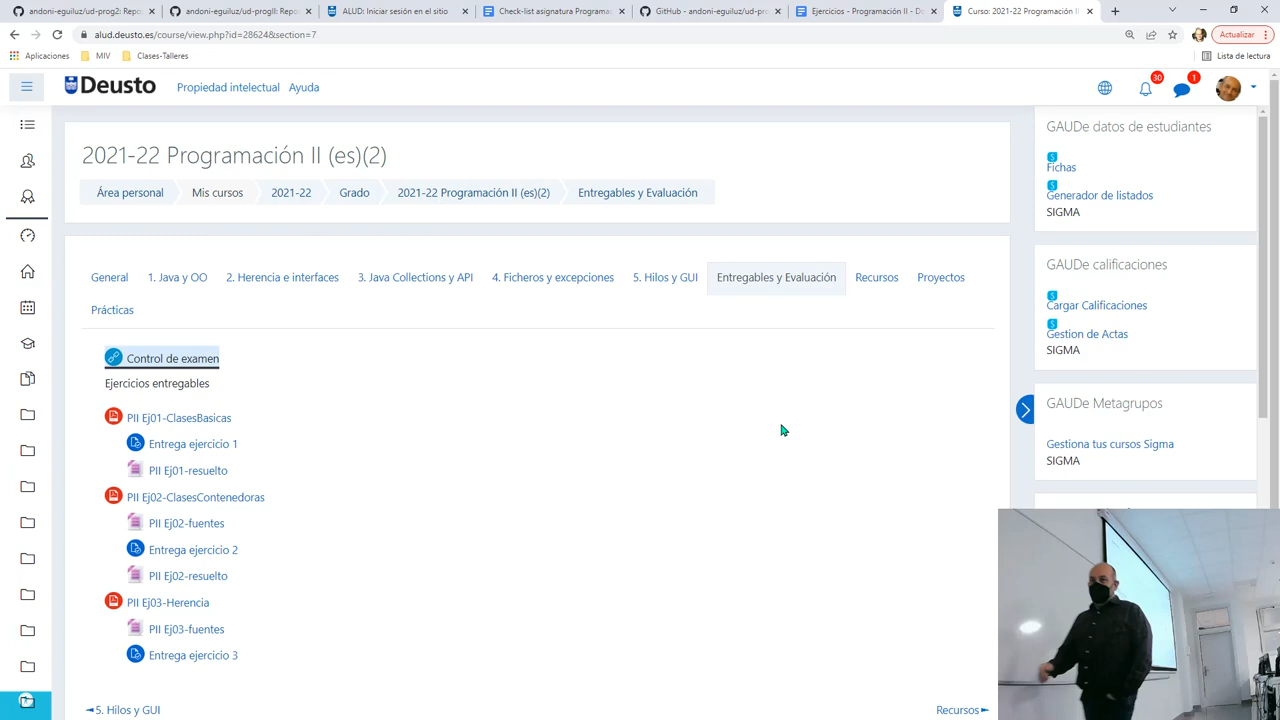 andoni-eguiluz/ud-prog2: Repo
andoni-eguiluz/ud-progII: Repo
ALUD: Iniciar sesión en el sitio
Check-list asignatura Programac
GitHub - andoni-eguiluz/ud-pro
Ejercicios - Programación II - Do
Curso: 2021-22 Programación II
alud.deusto.es/course/view.php?id=28624&section=7
Actualizar
Aplicaciones
MIV
Clases-Talleres
Lista de lectura
Deusto
Propiedad intelectual
Ayuda
30
1
2021-22 Programación II (es)(2)
Área personal
Mis cursos
2021-22
Grado
2021-22 Programación II (es)(2)
Entregables y Evaluación
General
1. Java y OO
2. Herencia e interfaces
3. Java Collections y API
4. Ficheros y excepciones
5. Hilos y GUI
Entregables y Evaluación
Recursos
Proyectos
Prácticas
Control de examen
Ejercicios entregables
PII Ej01-ClasesBasicas
Entrega ejercicio 1
PII Ej01-resuelto
PII Ej02-ClasesContenedoras
PII Ej02-fuentes
Entrega ejercicio 2
PII Ej02-resuelto
PII Ej03-Herencia
PII Ej03-fuentes
Entrega ejercicio 3
◄5. Hilos y GUI
Recursos►
GAUDe datos de estudiantes
Fichas
Generador de listados
SIGMA
GAUDe calificaciones
Cargar Calificaciones
Gestion de Actas
SIGMA
GAUDe Metagrupos
Gestiona tus cursos Sigma
SIGMA